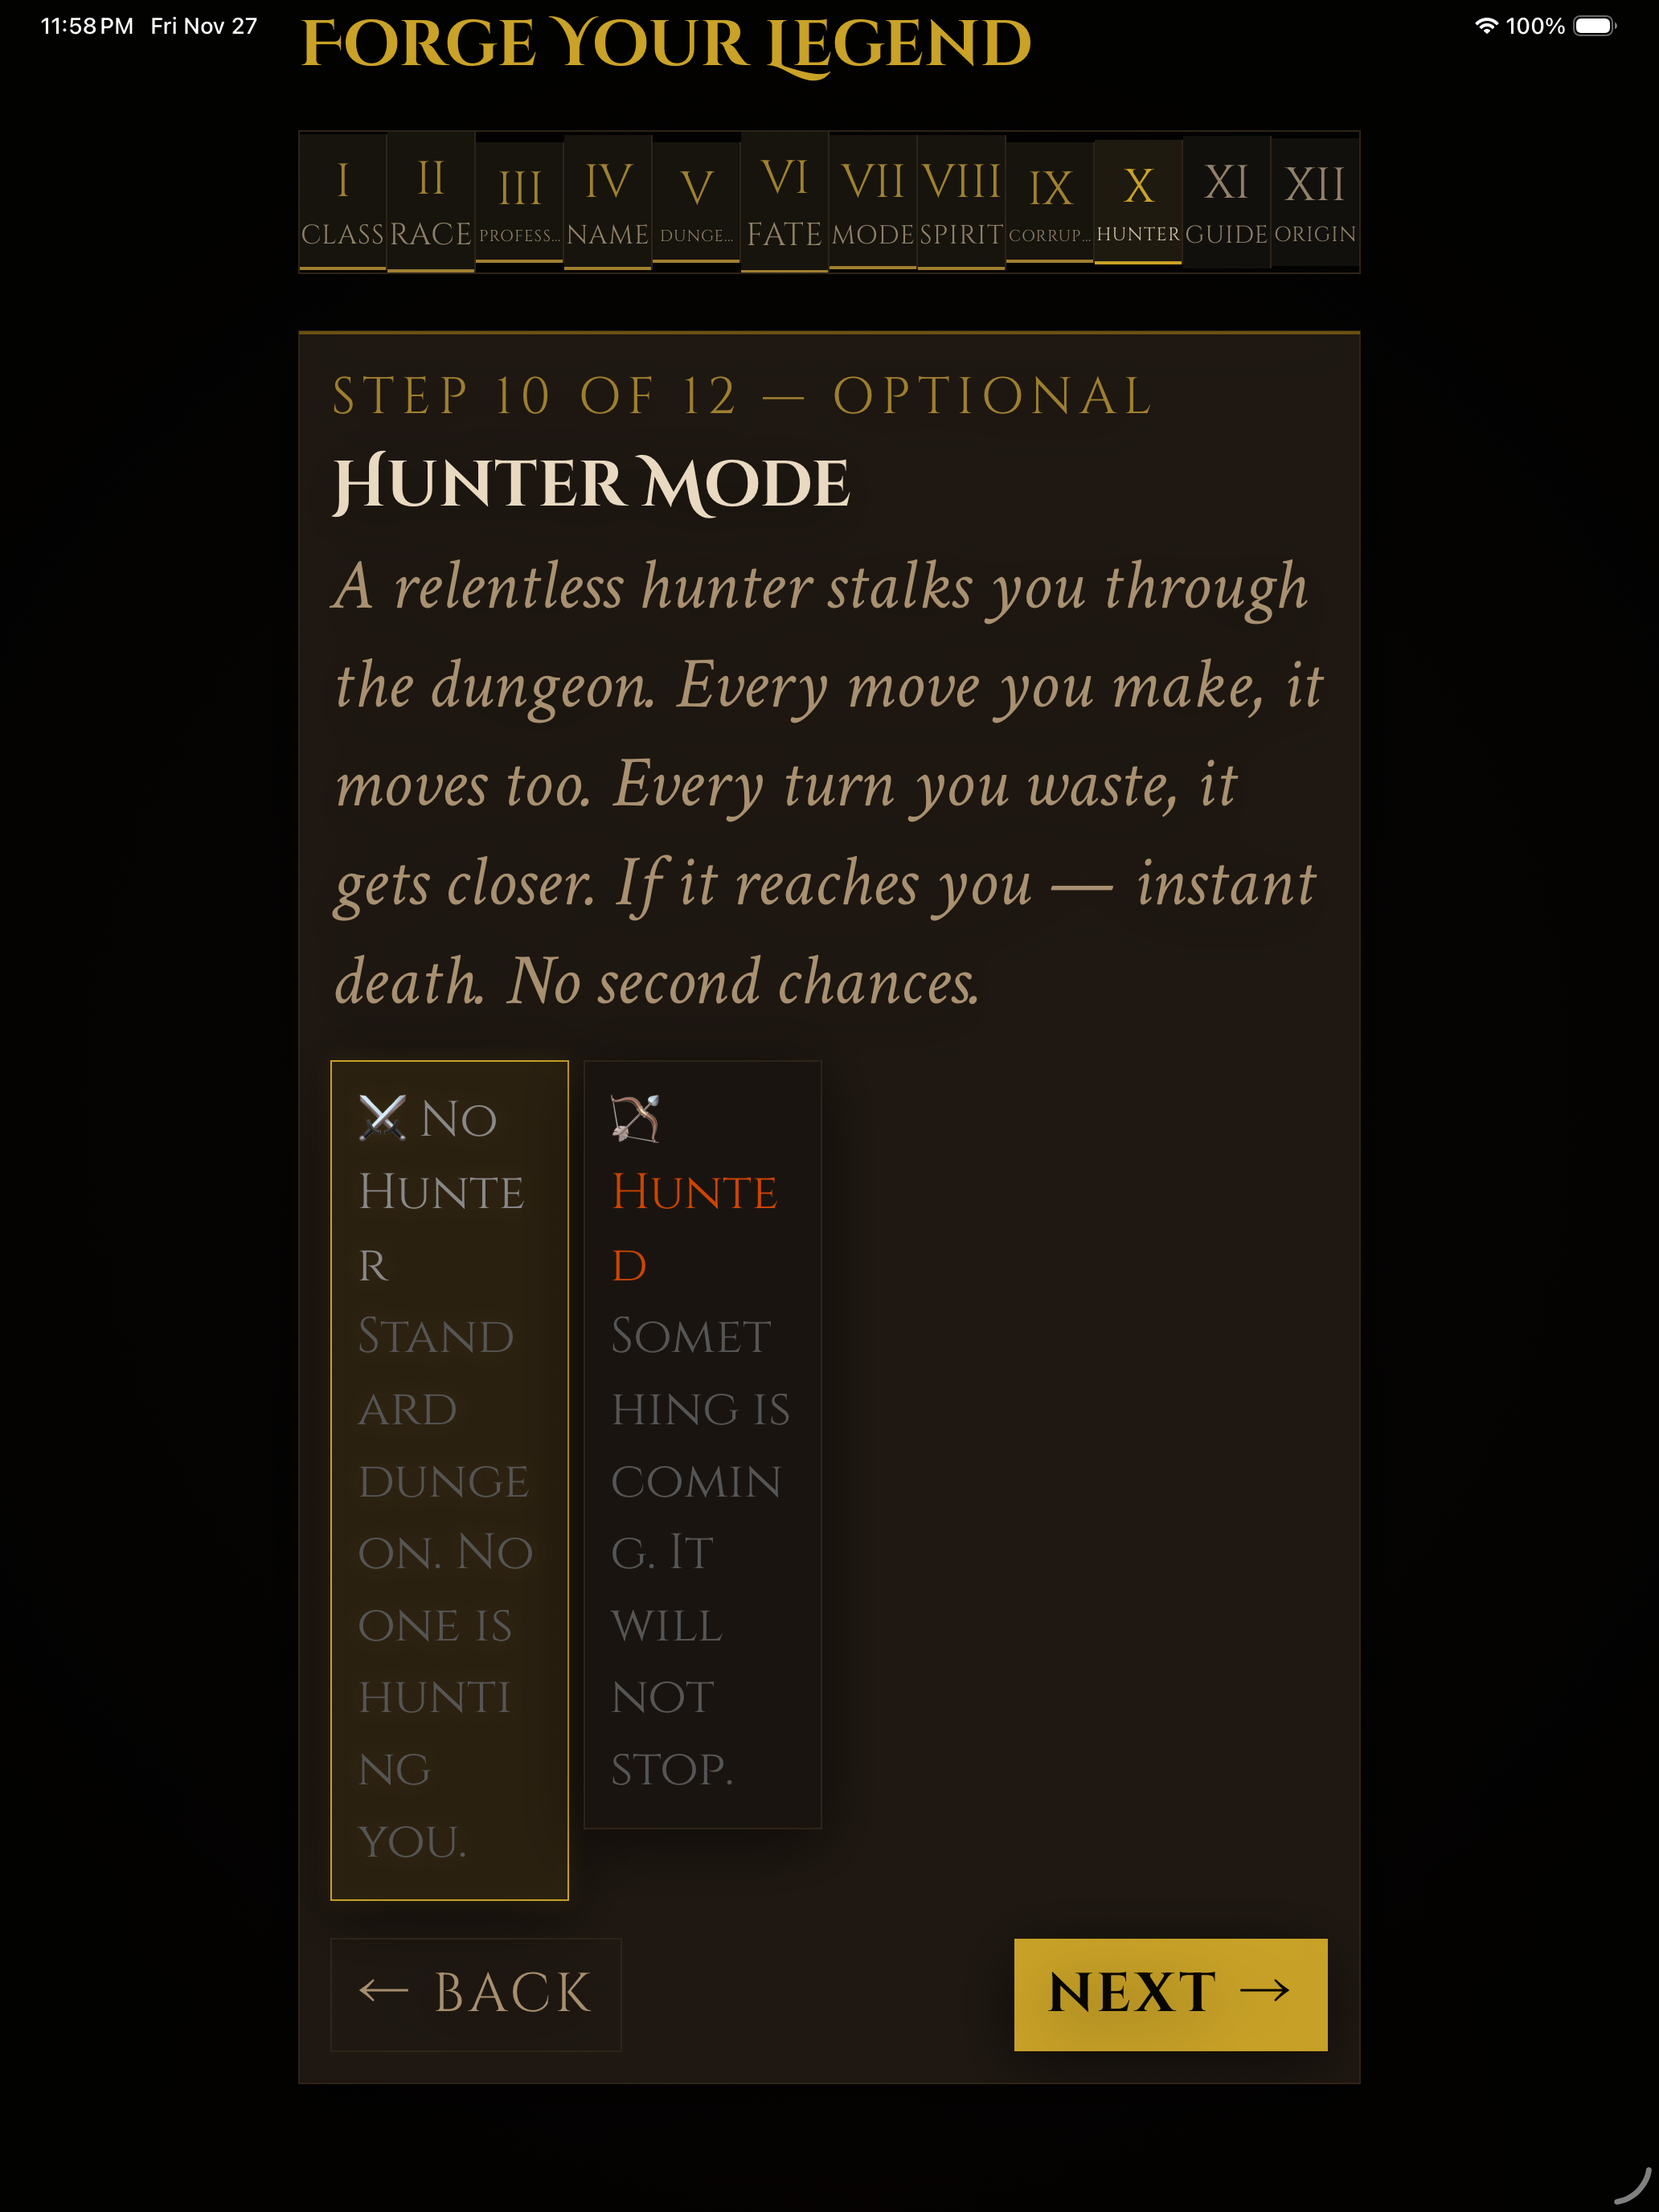 11:58 PM Fri Nov 27
100%
Forge Your Legend
I II III IV V VI VII VIII IX X XI XII
CLASS RACE PROFESS... NAME DUNGE... FATE MODE SPIRIT CORRUP... HUNTER GUIDE ORIGIN
STEP 10 OF 12 — OPTIONAL
Hunter Mode
A relentless hunter stalks you through
the dungeon. Every move you make, it
moves too. Every turn you waste, it
gets closer. If it reaches you — instant
death. No second chances.
⚔️ No
Hunte
r
Stand
ard
dunge
on. No
one is
hunti
ng
you.
🏹
Hunte
d
Somet
hing is
comin
g. It
will
not
stop.
← BACK
NEXT →